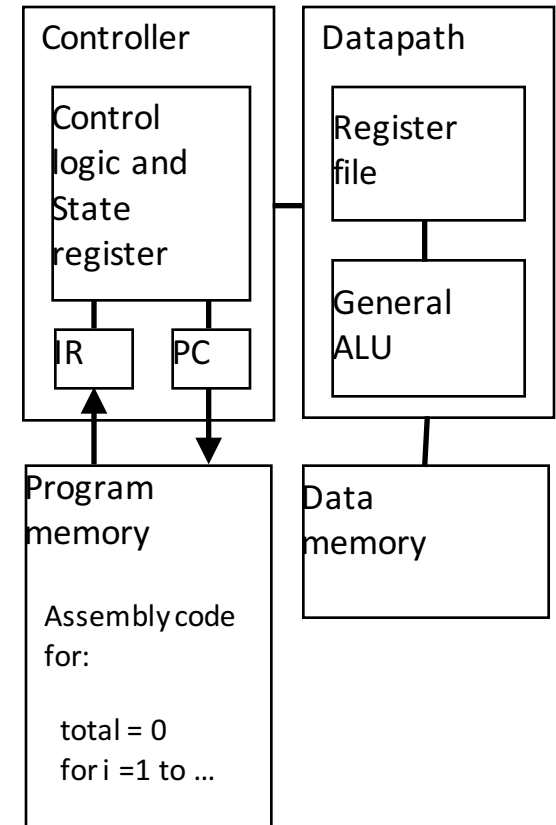 Controller
Control
logic and
State
register
IR
PC
Datapath
Register
file
General
ALU
Program
memory
Assembly code
for:
total = 0
for i =1 to ...
Data
memory